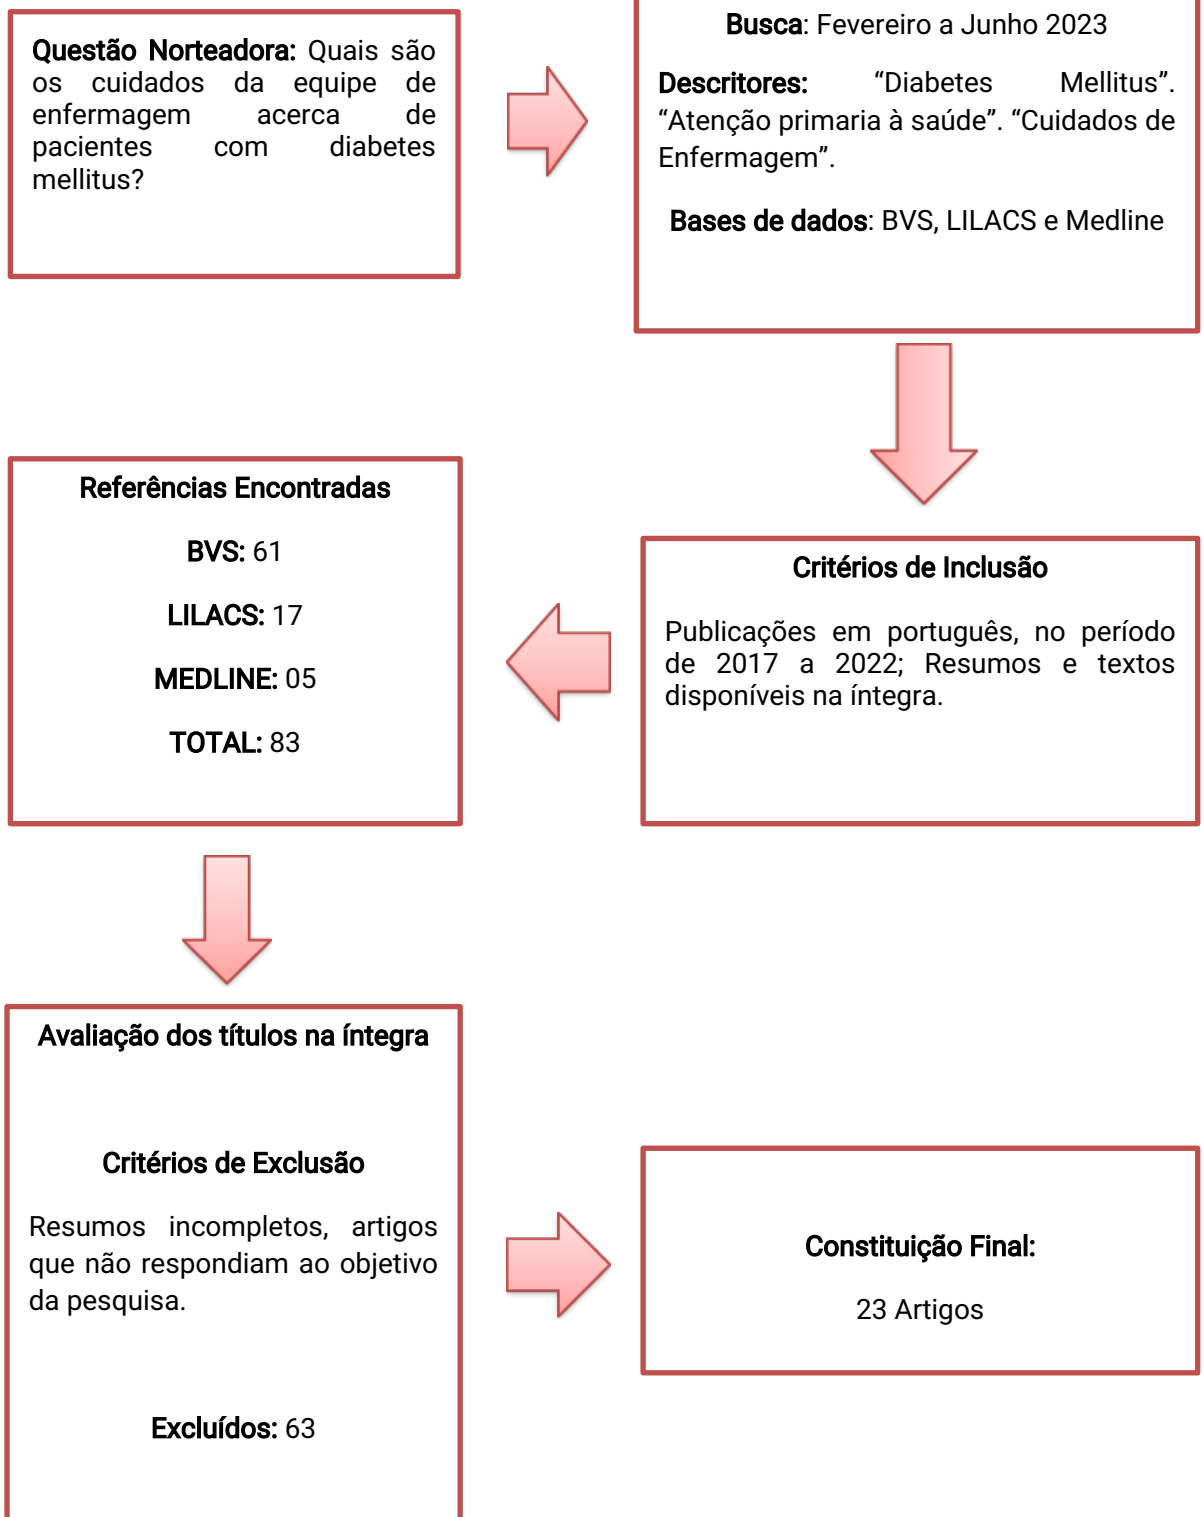 Questão Norteadora: Quais são
os cuidados da equipe de
enfermagem acerca de
pacientes com diabetes
mellitus?
Busca: Fevereiro a Junho 2023
Descritores: “Diabetes Mellitus”.
“Atenção primaria à saúde”. “Cuidados de
Enfermagem”.
Bases de dados: BVS, LILACS e Medline
Critérios de Inclusão
Publicações em português, no período
de 2017 a 2022; Resumos e textos
disponíveis na íntegra.
Referências Encontradas
BVS: 61
LILACS: 17
MEDLINE: 05
TOTAL: 83
Avaliação dos títulos na íntegra
Critérios de Exclusão
Resumos incompletos, artigos
que não respondiam ao objetivo
da pesquisa.
Excluídos: 63
Constituição Final:
23 Artigos